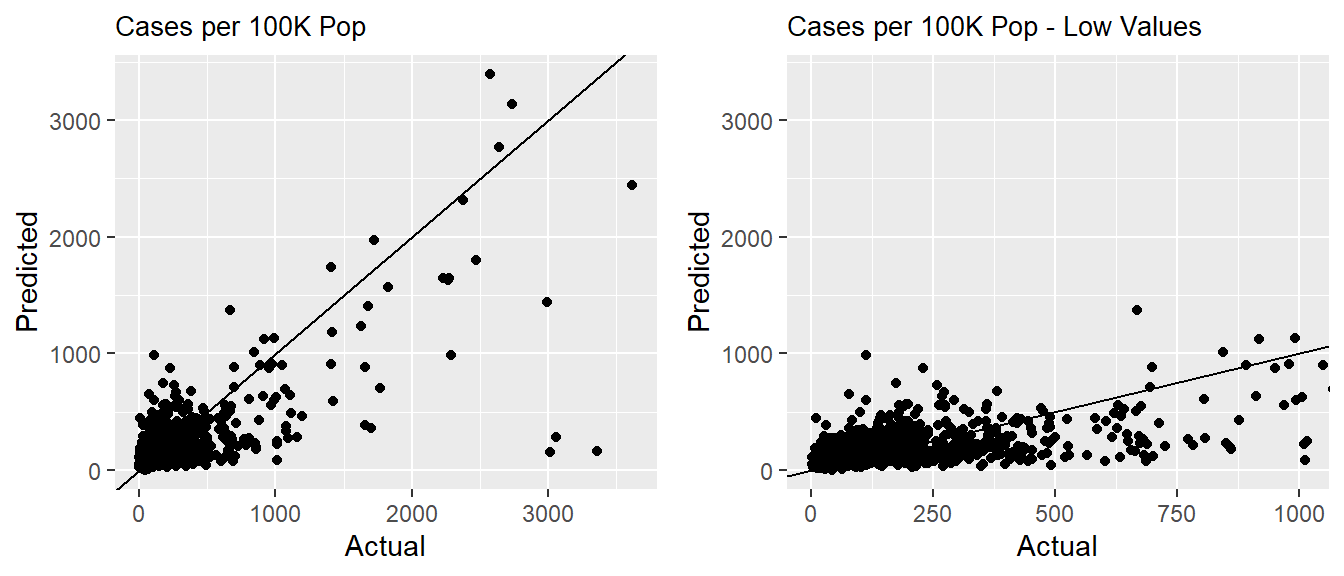 Cases per 100K Pop
3000
2000
1000
0
Predicted
0 1000 2000 3000
Actual
Cases per 100K Pop - Low Values
3000
2000
1000
0
Predicted
0 250 500 750 1000
Actual